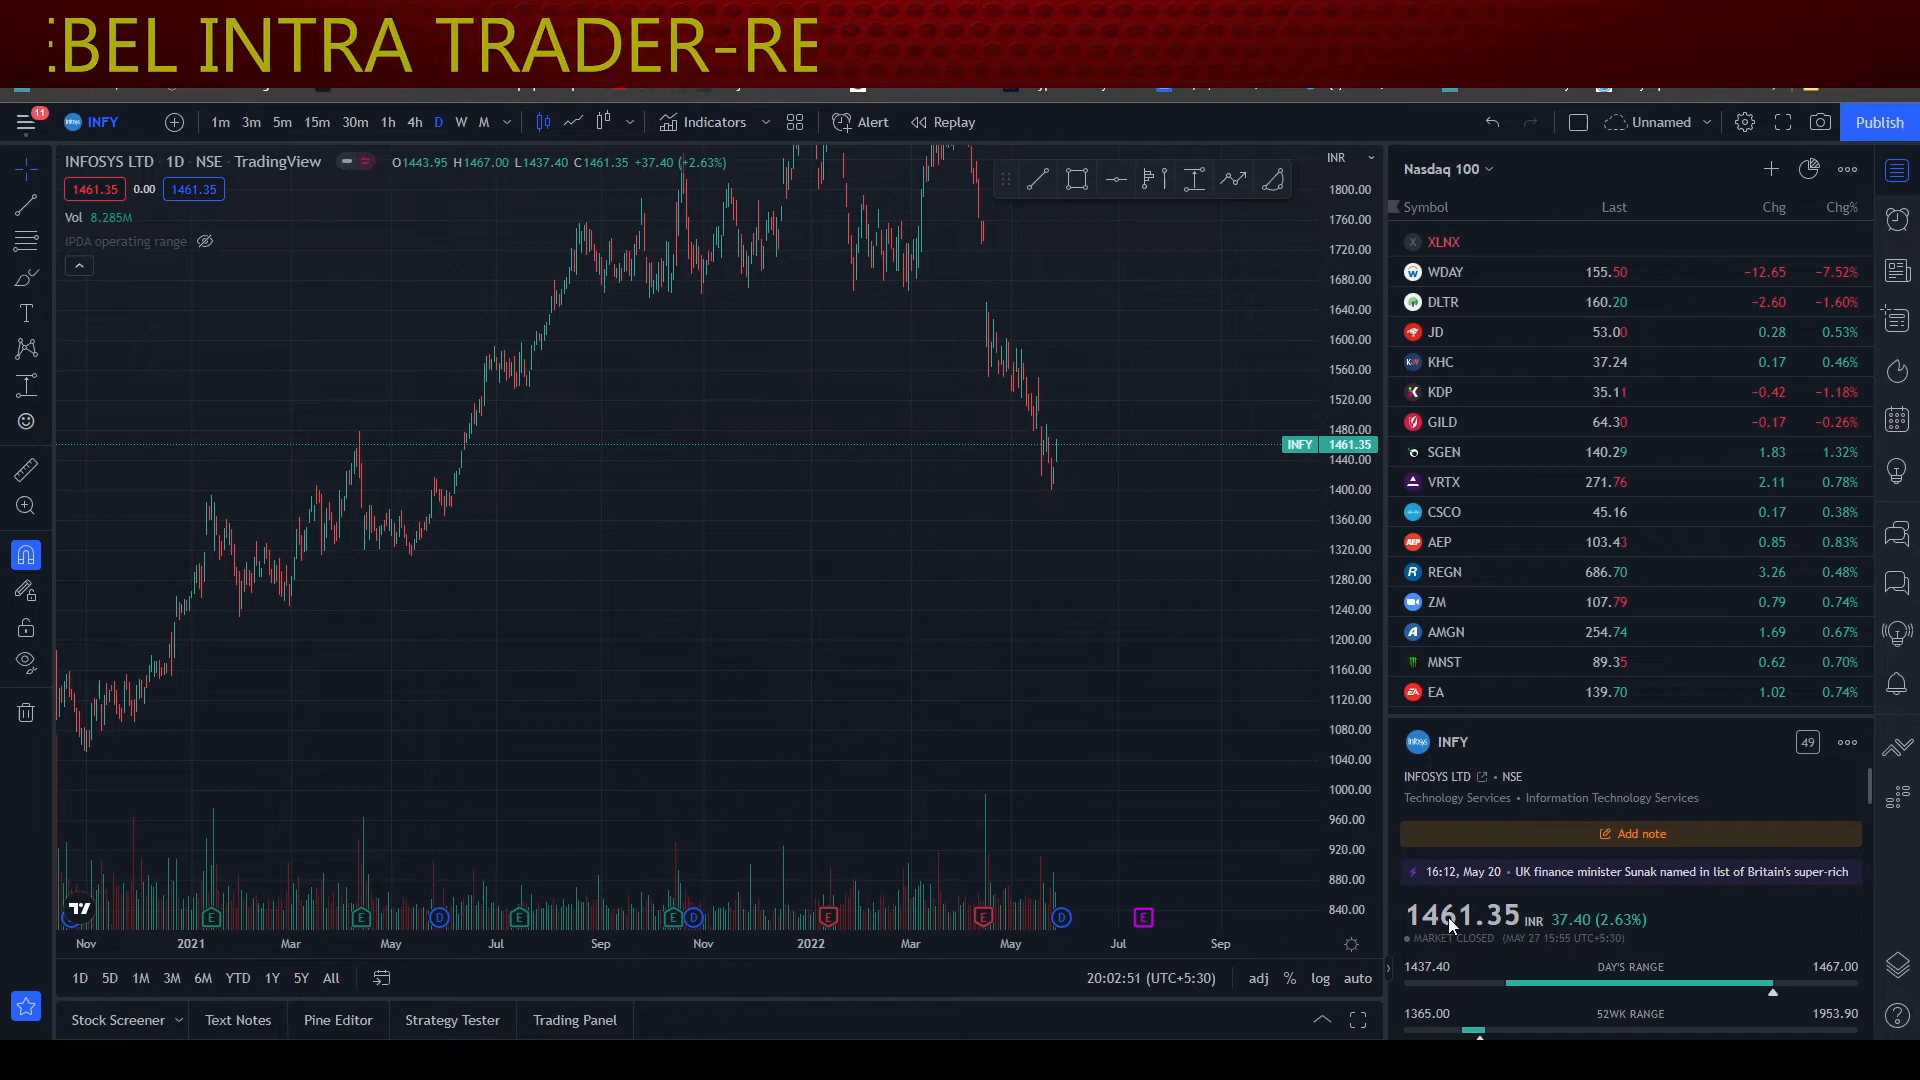 BEL INTRA TRADER-RE
11
INFY
1m 3m 5m 15m 30m 1h 4h D W M
Indicators
Alert
Replay
Unnamed
Publish
INFOSYS LTD · 1D · NSE · TradingView
O1443.95 H1467.00 L1437.40 C1461.35 +37.40 (+2.63%)
1461.35 0.00 1461.35
Vol 8.285M
IPDA operating range
INR
1800.00
1760.00
1720.00
1680.00
1640.00
1600.00
1560.00
1520.00
1480.00
INFY 1461.35
1440.00
1400.00
1360.00
1320.00
1280.00
1240.00
1200.00
1160.00
1120.00
1080.00
1040.00
1000.00
960.00
920.00
880.00
840.00
E E D E E D E E D E
Nov 2021 Mar May Jul Sep Nov 2022 Mar May Jul Sep
1D 5D 1M 3M 6M YTD 1Y 5Y All
20:02:51 (UTC+5:30)
adj % log auto
Stock Screener
Text Notes
Pine Editor
Strategy Tester
Trading Panel
Nasdaq 100
Symbol Last Chg Chg%
X XLNX
WDAY 155.50 −12.65 −7.52%
DLTR 160.20 −2.60 −1.60%
JD 53.00 0.28 0.53%
KHC 37.24 0.17 0.46%
KDP 35.11 −0.42 −1.18%
GILD 64.30 −0.17 −0.26%
SGEN 140.29 1.83 1.32%
VRTX 271.76 2.11 0.78%
CSCO 45.16 0.17 0.38%
AEP 103.43 0.85 0.83%
REGN 686.70 3.26 0.48%
ZM 107.79 0.79 0.74%
AMGN 254.74 1.69 0.67%
MNST 89.35 0.62 0.70%
EA 139.70 1.02 0.74%
INFY
49
INFOSYS LTD • NSE
Technology Services • Information Technology Services
Add note
16:12, May 20 • UK finance minister Sunak named in list of Britain's super-rich
1461.35 INR 37.40 (2.63%)
MARKET CLOSED (MAY 27 15:55 UTC+5:30)
1437.40 DAY'S RANGE 1467.00
1365.00 52WK RANGE 1953.90